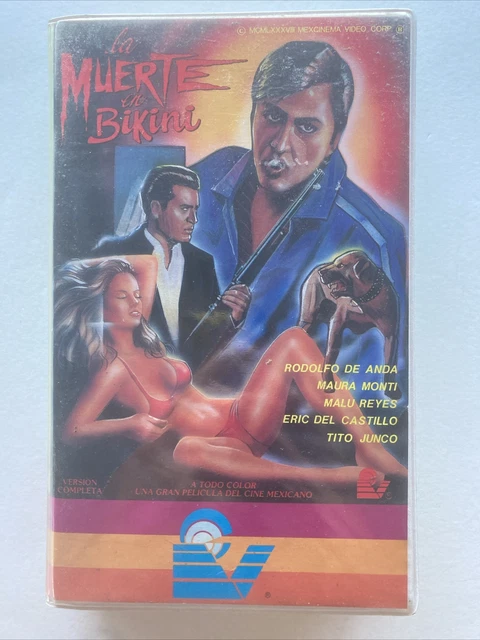 © MCMLXXXVIII MEXCINEMA VIDEO CORP ®
La
MUERTE
en
Bikini
RODOLFO DE ANDA
MAURA MONTI
MALU REYES
ERIC DEL CASTILLO
TITO JUNCO
VERSION
COMPLETA
A TODO COLOR
UNA GRAN PELICULA DEL CINE MEXICANO
®